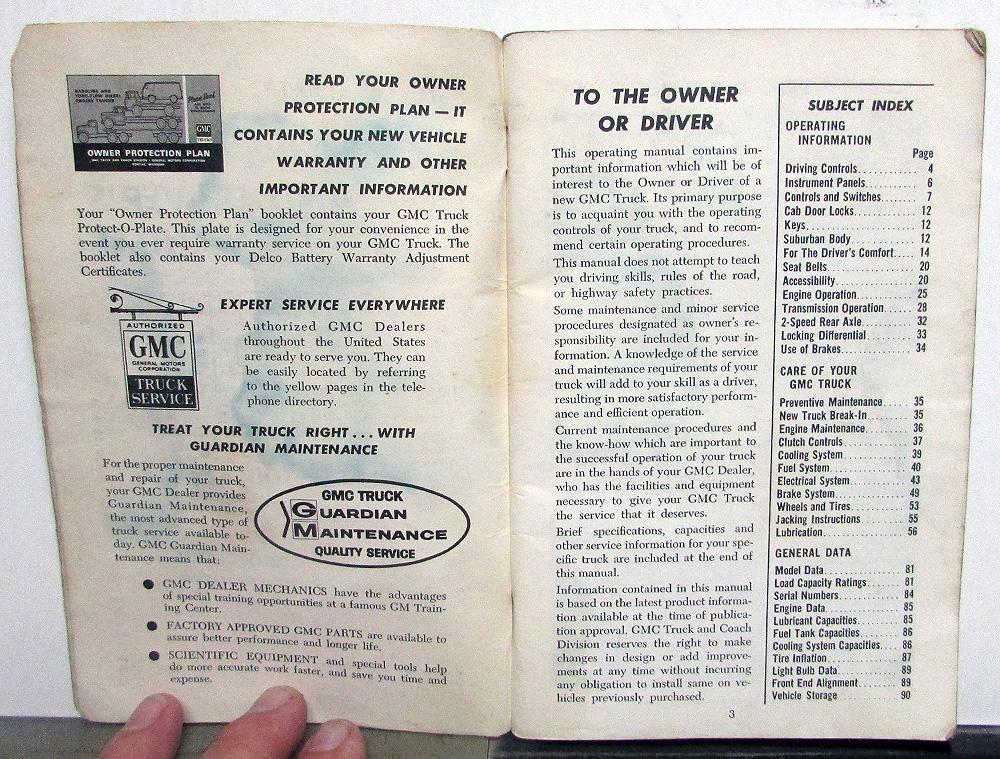 GASOLINE AND
TORO-FLOW DIESEL
ENGINE TRUCKS
GMC
TRUCKS
OWNER PROTECTION PLAN
GMC TRUCK AND COACH DIVISION · GENERAL MOTORS CORPORATION
PONTIAC, MICHIGAN
READ YOUR OWNER
PROTECTION PLAN — IT
CONTAINS YOUR NEW VEHICLE
WARRANTY AND OTHER
IMPORTANT INFORMATION
Your “Owner Protection Plan” booklet contains your GMC Truck
Protect-O-Plate. This plate is designed for your convenience in the
event you ever require warranty service on your GMC Truck. The
booklet also contains your Delco Battery Warranty Adjustment
Certificates.
AUTHORIZED
GMC
GENERAL MOTORS
CORPORATION
TRUCK
SERVICE
EXPERT SERVICE EVERYWHERE
Authorized GMC Dealers
throughout the United States
are ready to serve you. They can
be easily located by referring
to the yellow pages in the tele-
phone directory.
TREAT YOUR TRUCK RIGHT...WITH
GUARDIAN MAINTENANCE
For the proper maintenance
and repair of your truck,
your GMC Dealer provides
Guardian Maintenance,
the most advanced type of
truck service available to-
day. GMC Guardian Main-
tenance means that:
GMC TRUCK
GUARDIAN
MAINTENANCE
QUALITY SERVICE
● GMC DEALER MECHANICS have the advantages
of special training opportunities at a famous GM Train-
ing Center.
● FACTORY APPROVED GMC PARTS are available to
assure better performance and longer life.
● SCIENTIFIC EQUIPMENT and special tools help
do more accurate work faster, and save you time and
expense.
TO THE OWNER
OR DRIVER
This operating manual contains im-
portant information which will be of
interest to the Owner or Driver of a
new GMC Truck. Its primary purpose
is to acquaint you with the operating
controls of your truck, and to recom-
mend certain operating procedures.
This manual does not attempt to teach
you driving skills, rules of the road,
or highway safety practices.
Some maintenance and minor service
procedures designated as owner's re-
sponsibility are included for your in-
formation. A knowledge of the service
and maintenance requirements of your
truck will add to your skill as a driver,
resulting in more satisfactory perform-
ance and efficient operation.
Current maintenance procedures and
the know-how which are important to
the successful operation of your truck
are in the hands of your GMC Dealer,
who has the facilities and equipment
necessary to give your GMC Truck
the service that it deserves.
Brief specifications, capacities and
other service information for your spe-
cific truck are included at the end of
this manual.
Information contained in this manual
is based on the latest product informa-
tion available at the time of publica-
tion approval. GMC Truck and Coach
Division reserves the right to make
changes in design or add improve-
ments at any time without incurring
any obligation to install same on ve-
hicles previously purchased.
3
SUBJECT INDEX
OPERATING
INFORMATION
Page
Driving Controls.......... 4
Instrument Panels.......... 6
Controls and Switches.......... 7
Cab Door Locks.......... 12
Keys.......... 12
Suburban Body.......... 12
For The Driver's Comfort..... 14
Seat Belts.......... 20
Accessibility.......... 20
Engine Operation.......... 25
Transmission Operation....... 28
2-Speed Rear Axle.......... 32
Locking Differential.......... 33
Use of Brakes.......... 34
CARE OF YOUR
GMC TRUCK
Preventive Maintenance..... 35
New Truck Break-In.......... 35
Engine Maintenance.......... 36
Clutch Controls.......... 37
Cooling System.......... 39
Fuel System.......... 40
Electrical System.......... 43
Brake System.......... 49
Wheels and Tires.......... 53
Jacking Instructions.......... 55
Lubrication.......... 56
GENERAL DATA
Model Data.......... 81
Load Capacity Ratings....... 81
Serial Numbers.......... 84
Engine Data.......... 85
Lubricant Capacities.......... 85
Fuel Tank Capacities.......... 86
Cooling System Capacities.... 86
Tire Inflation.......... 87
Light Bulb Data.......... 89
Front End Alignment.......... 89
Vehicle Storage.......... 90